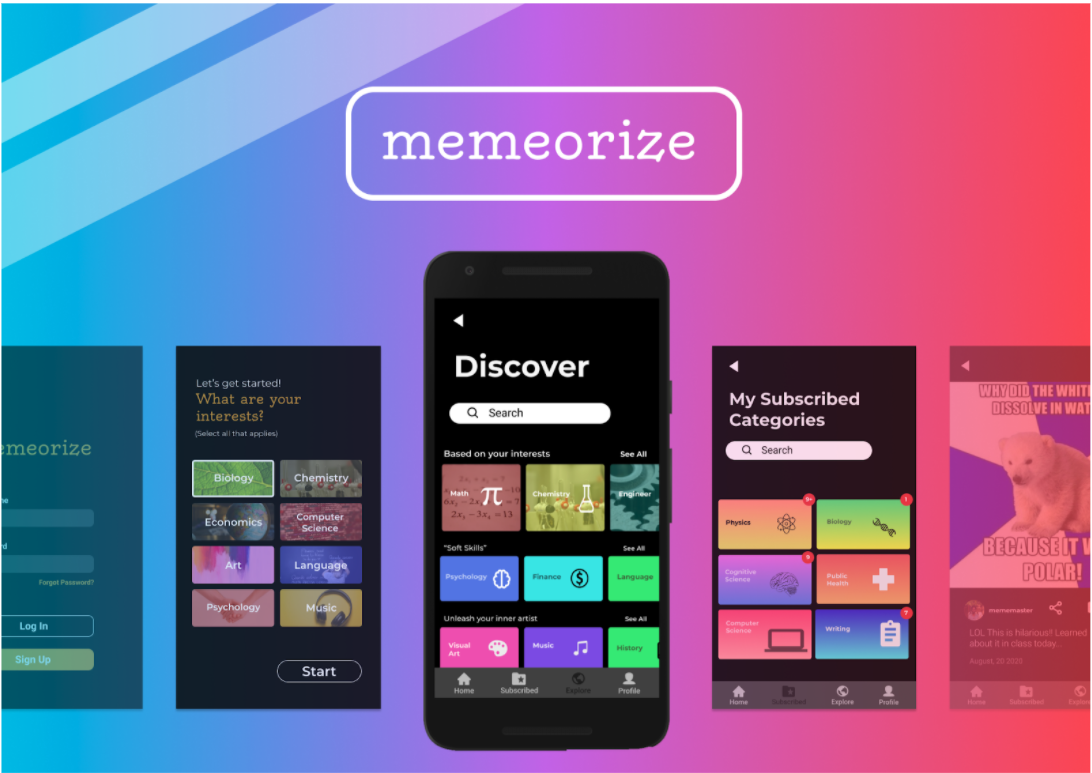 memeorize
emeorize
Forgot Password?
Log In
Sign Up
Let's get started!
What are your
interests?
(Select all that applies)
Biology
Chemistry
Economics
Computer
Science
Art
Language
Psychology
Music
Start
Discover
Search
Based on your interests
See All
Math
Chemistry
Engineer
"Soft Skills"
See All
Psychology
Finance
Language
Unleash your inner artist
See All
Visual
Art
Music
History
Home
Subscribed
Explore
Profile
My Subscribed
Categories
Search
Physics
9+
Biology
1
Cognitive
Science
9
Public
Health
Computer
Science
Writing
7
Home
Subscribed
Explore
Profile
WHY DID THE WHIT
DISSOLVE IN WAT
BECAUSE IT W
POLAR!
mememaster
LOL This is hilarious!! Learned
about it in class today..
August, 20 2020
Home
Subscribed
Explo